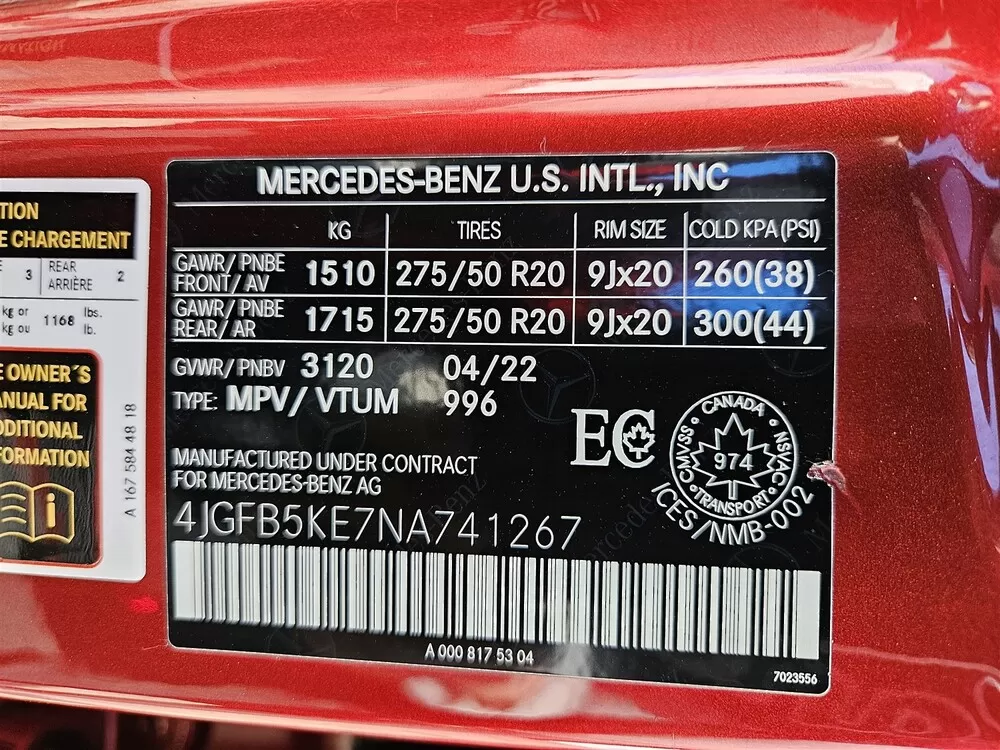 MERCEDES-BENZ U.S. INTL., INC
KG TIRES RIM SIZE COLD KPA (PSI)
GAWR/ PNBE
FRONT/ AV 1510 275/50 R20 9Jx20 260(38)
GAWR/ PNBE
REAR/ AR 1715 275/50 R20 9Jx20 300(44)
GVWR/ PNBV 3120 04/22
TYPE: MPV/ VTUM 996
EC
CANADA
SVNAC NSVAC
974
TRANSPORT
ICES/NMB-002
MANUFACTURED UNDER CONTRACT
FOR MERCEDES-BENZ AG
4JGFB5KE7NA741267
A 000 817 53 04
7023556
TION
E CHARGEMENT
3 REAR
ARRIÈRE 2
kg or
kg ou 1168 lbs.
lb.
E OWNER´S
ANUAL FOR
DDITIONAL
FORMATION
i
A 167 584 48 18